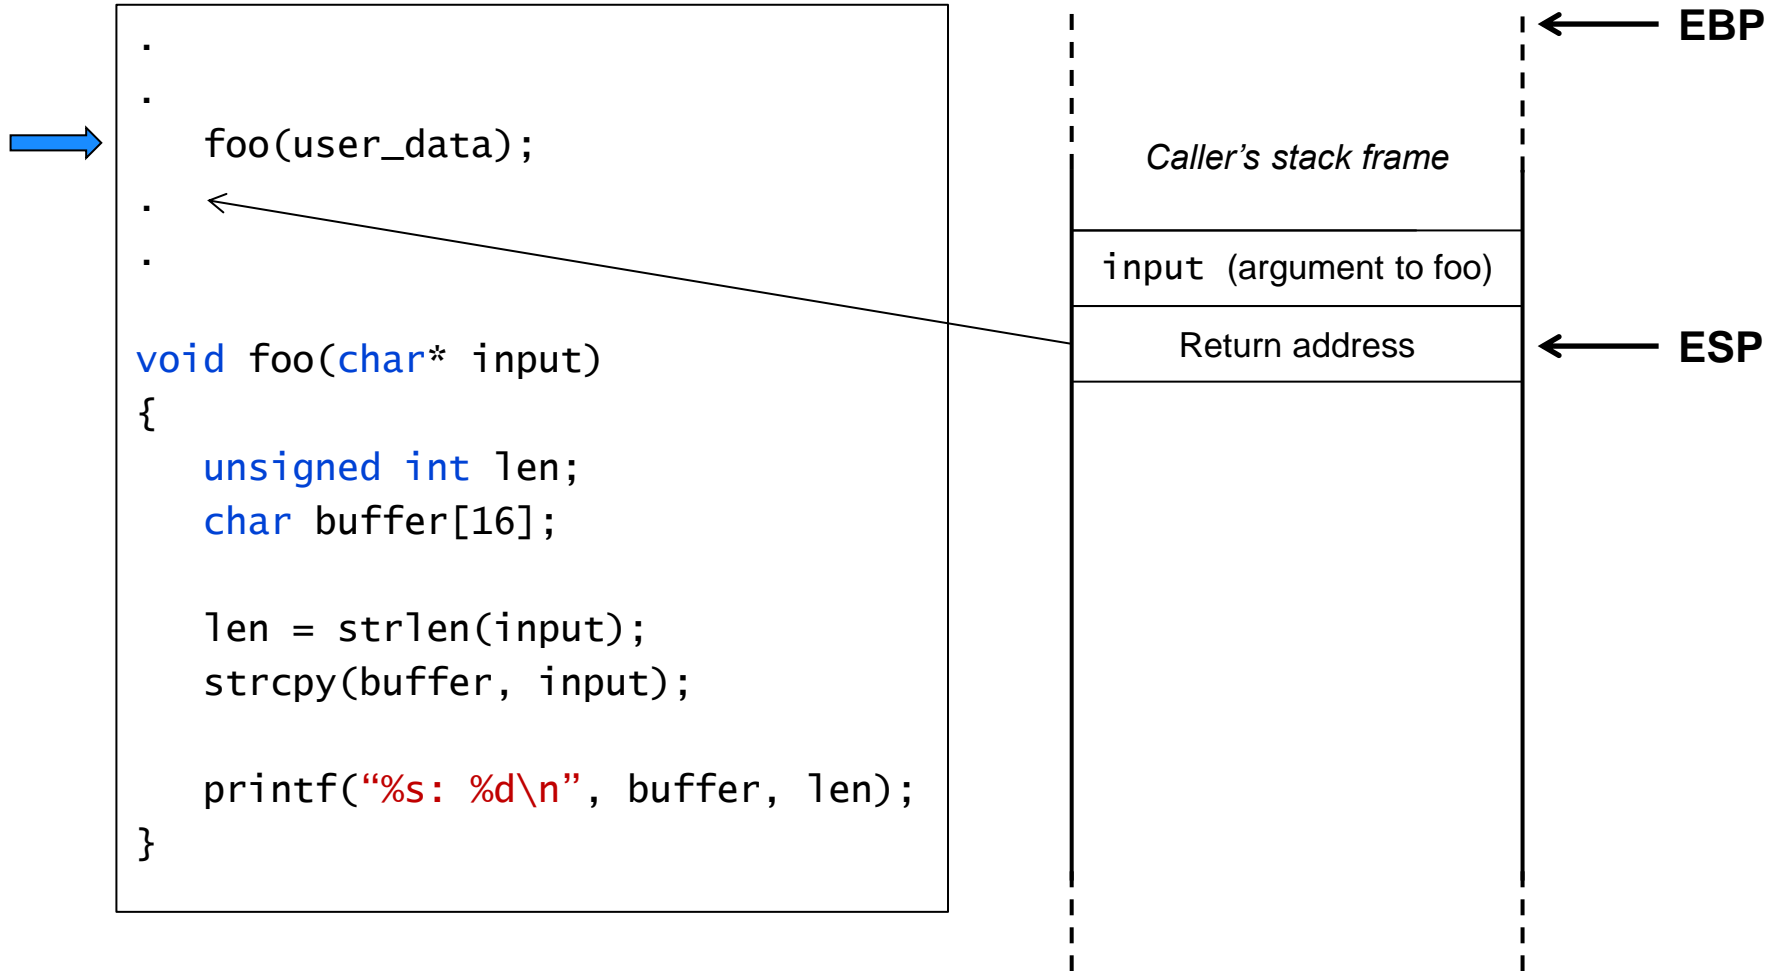 .
.
foo(user_data);
.
.
void foo(char* input)
{
unsigned int len;
char buffer[16];
len = strlen(input);
strcpy(buffer, input);
printf(“%s: %d\n”, buffer, len);
}
EBP
Caller’s stack frame
input (argument to foo)
Return address
ESP